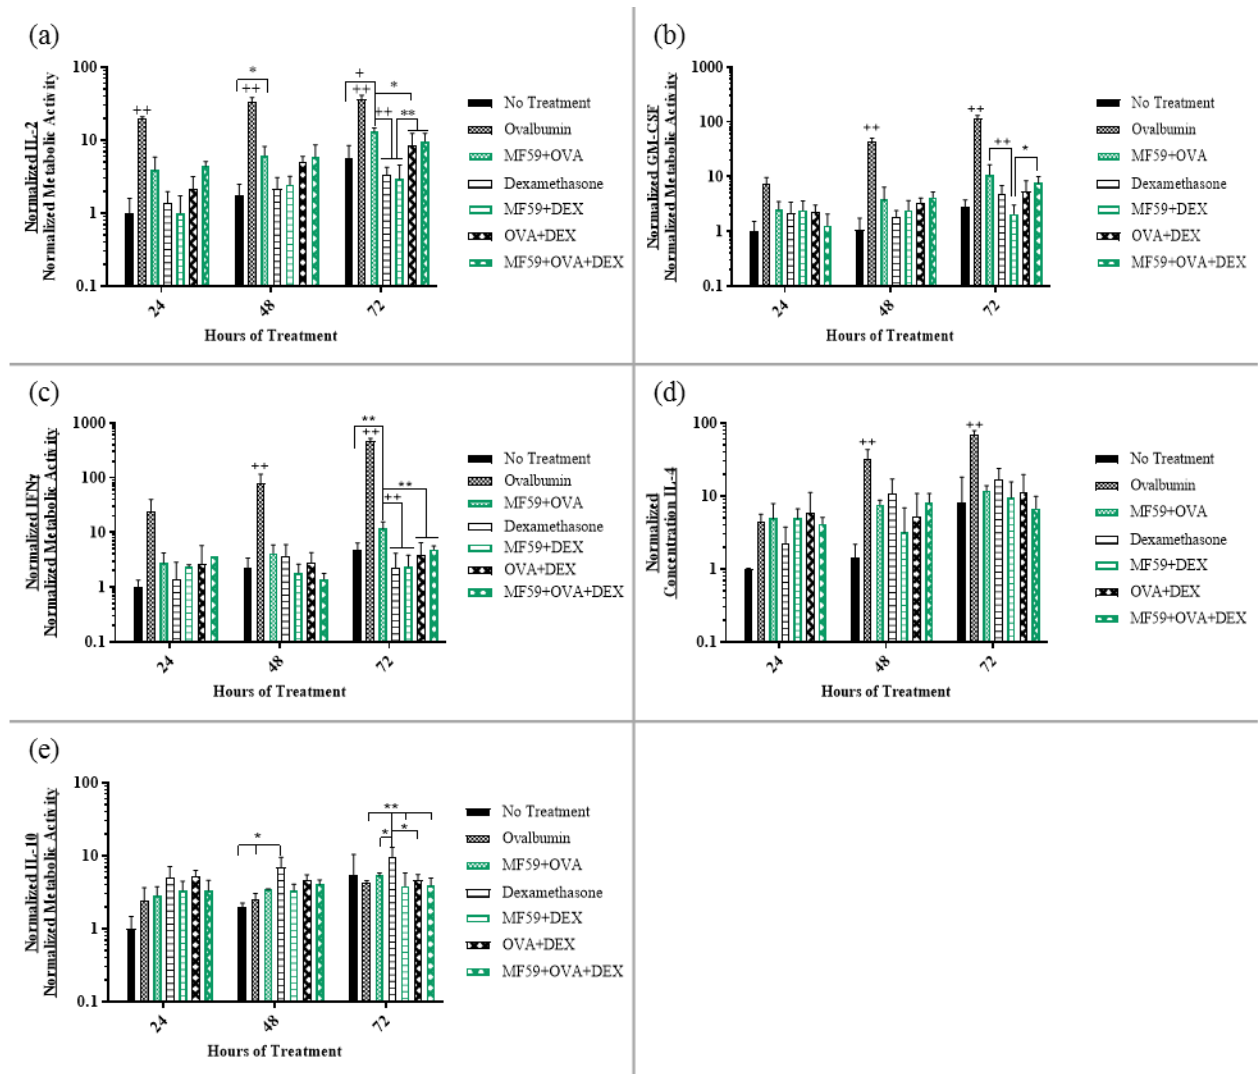 (a)
Normalized IL-2
Normalized Metabolic Activity
100
10
1
0.1
*
++
++
+
++
*
++
**
24
48
72
Hours of Treatment
No Treatment
Ovalbumin
MF59+OVA
Dexamethasone
MF59+DEX
OVA+DEX
MF59+OVA+DEX
(b)
Normalized GM-CSF
Normalized Metabolic Activity
1000
100
10
1
0.1
++
++
++
*
24
48
72
Hours of Treatment
No Treatment
Ovalbumin
MF59+OVA
Dexamethasone
MF59+DEX
OVA+DEX
MF59+OVA+DEX
(c)
Normalized IFNγ
Normalized Metabolic Activity
1000
100
10
1
0.1
++
**
++
**
++
24
48
72
Hours of Treatment
No Treatment
Ovalbumin
MF59+OVA
Dexamethasone
MF59+DEX
OVA+DEX
MF59+OVA+DEX
(d)
Normalized
Concentration IL-4
100
10
1
0.1
++
++
24
48
72
Hours of Treatment
No Treatment
Ovalbumin
MF59+OVA
Dexamethasone
MF59+DEX
OVA+DEX
MF59+OVA+DEX
(e)
Normalized IL-10
Normalized Metabolic Activity
100
10
1
0.1
*
**
*
*
24
48
72
Hours of Treatment
No Treatment
Ovalbumin
MF59+OVA
Dexamethasone
MF59+DEX
OVA+DEX
MF59+OVA+DEX